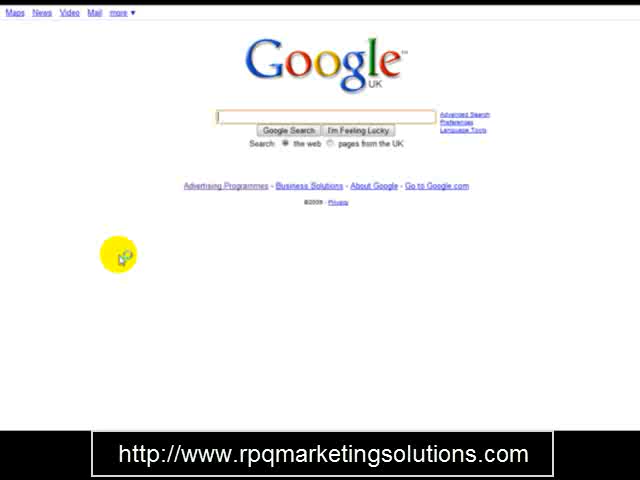 Maps News Video Mail more ▼
Google™
UK
Advanced Search
Preferences
Language Tools
Google Search I'm Feeling Lucky
Search: the web pages from the UK
Advertising Programmes - Business Solutions - About Google - Go to Google.com
©2009 - Privacy
http://www.rpqmarketingsolutions.com